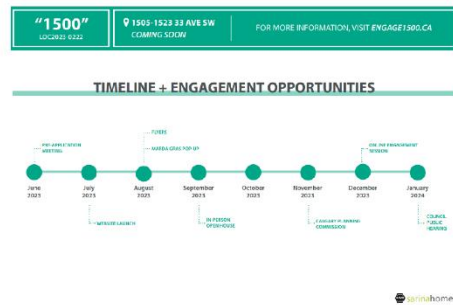 “1500”
LOC2023-0222
1505-1523 33 AVE SW
COMING SOON
FOR MORE INFORMATION, VISIT ENGAGE1500.CA
TIMELINE + ENGAGEMENT OPPORTUNITIES
FLYERS
MARDA GRAS POP UP
PRE-APPLICATION
MEETING
ONLINE ENGAGEMENT
SESSION
June
2023
July
2023
August
2023
September
2023
October
2023
November
2023
December
2023
January
2024
WEBSITE LAUNCH
IN PERSON
OPEN HOUSE
CALGARY PLANNING
COMMISSION
COUNCIL
PUBLIC
HEARING
sarinahomes